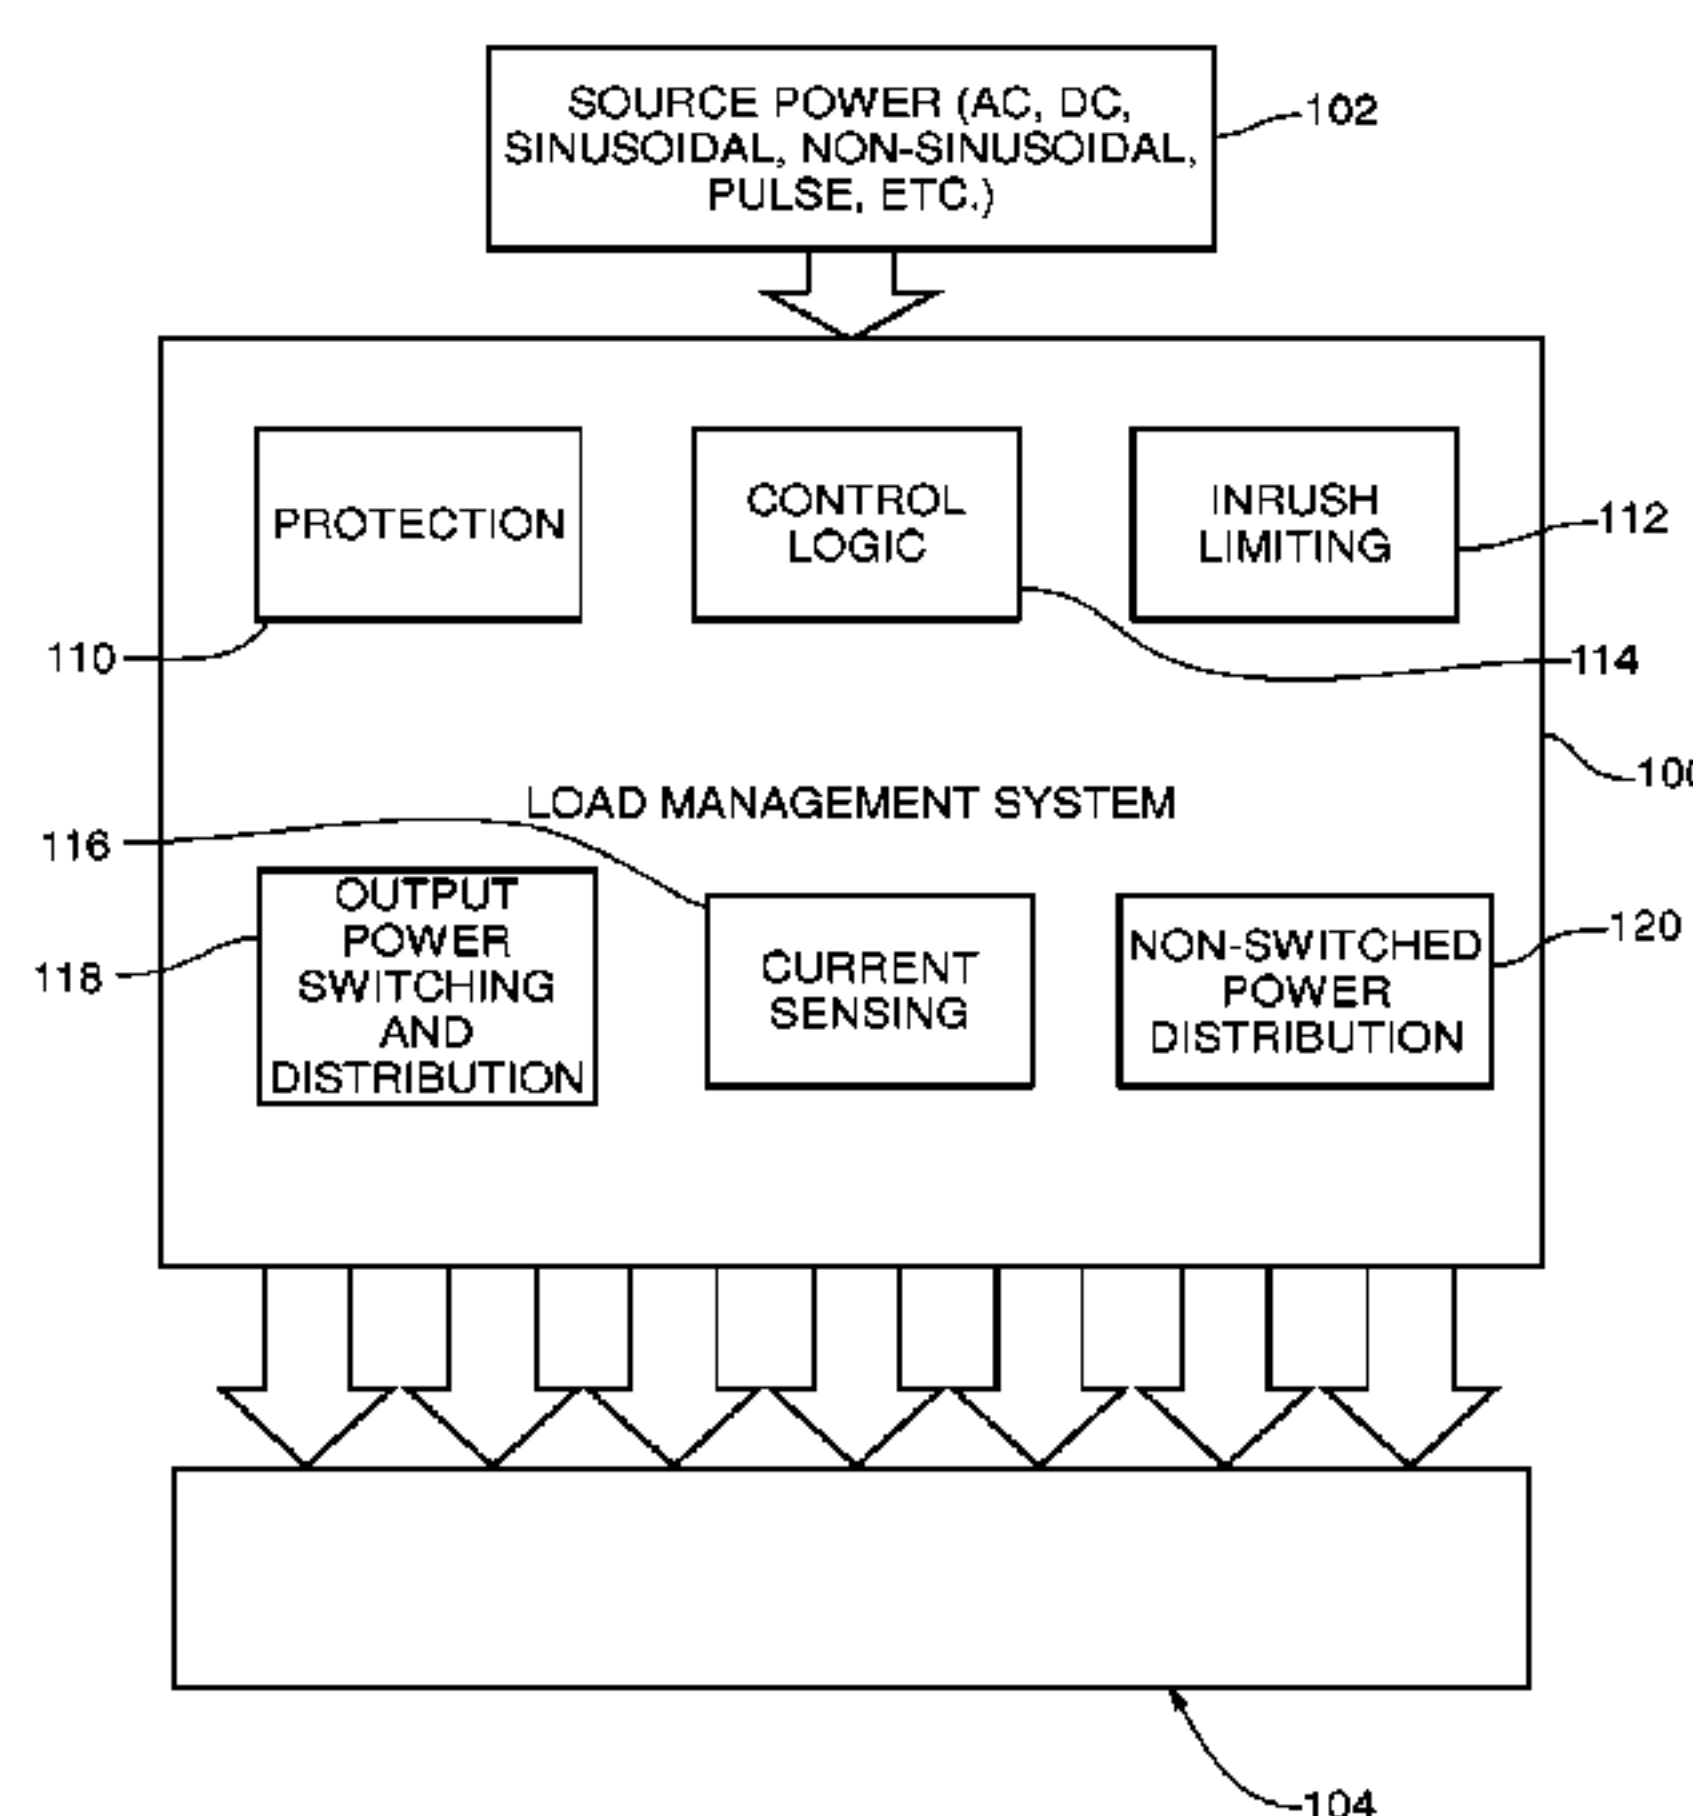 SOURCE POWER (AC, DC,
SINUSOIDAL, NON-SINUSOIDAL,
PULSE, ETC.)
102
PROTECTION
CONTROL
LOGIC
INRUSH
LIMITING
112
110
114
LOAD MANAGEMENT SYSTEM
116
118
OUTPUT
POWER
SWITCHING
AND
DISTRIBUTION
CURRENT
SENSING
NON-SWITCHED
POWER
DISTRIBUTION
120
104